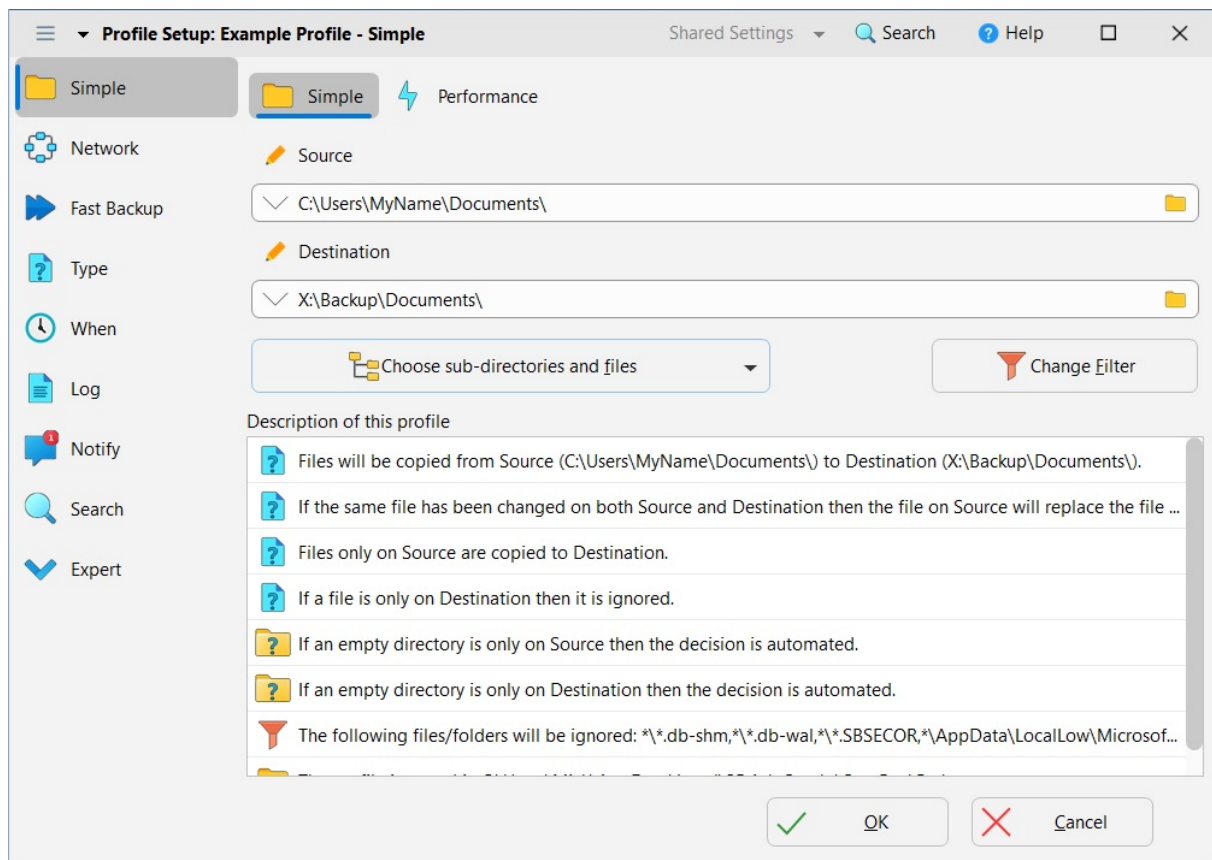 Profile Setup: Example Profile - Simple
Shared Settings
Search
Help
Simple
Network
Fast Backup
Type
When
Log
1
Notify
Search
Expert
Simple
Performance
Source
C:\Users\MyName\Documents\
Destination
X:\Backup\Documents\
Choose sub-directories and files
Change Filter
Description of this profile
Files will be copied from Source (C:\Users\MyName\Documents\) to Destination (X:\Backup\Documents\).
If the same file has been changed on both Source and Destination then the file on Source will replace the file ...
Files only on Source are copied to Destination.
If a file is only on Destination then it is ignored.
If an empty directory is only on Source then the decision is automated.
If an empty directory is only on Destination then the decision is automated.
The following files/folders will be ignored: *\*.db-shm,*\*.db-wal,*\*.SBSECOR,*\AppData\LocalLow\Microsof...
OK
Cancel